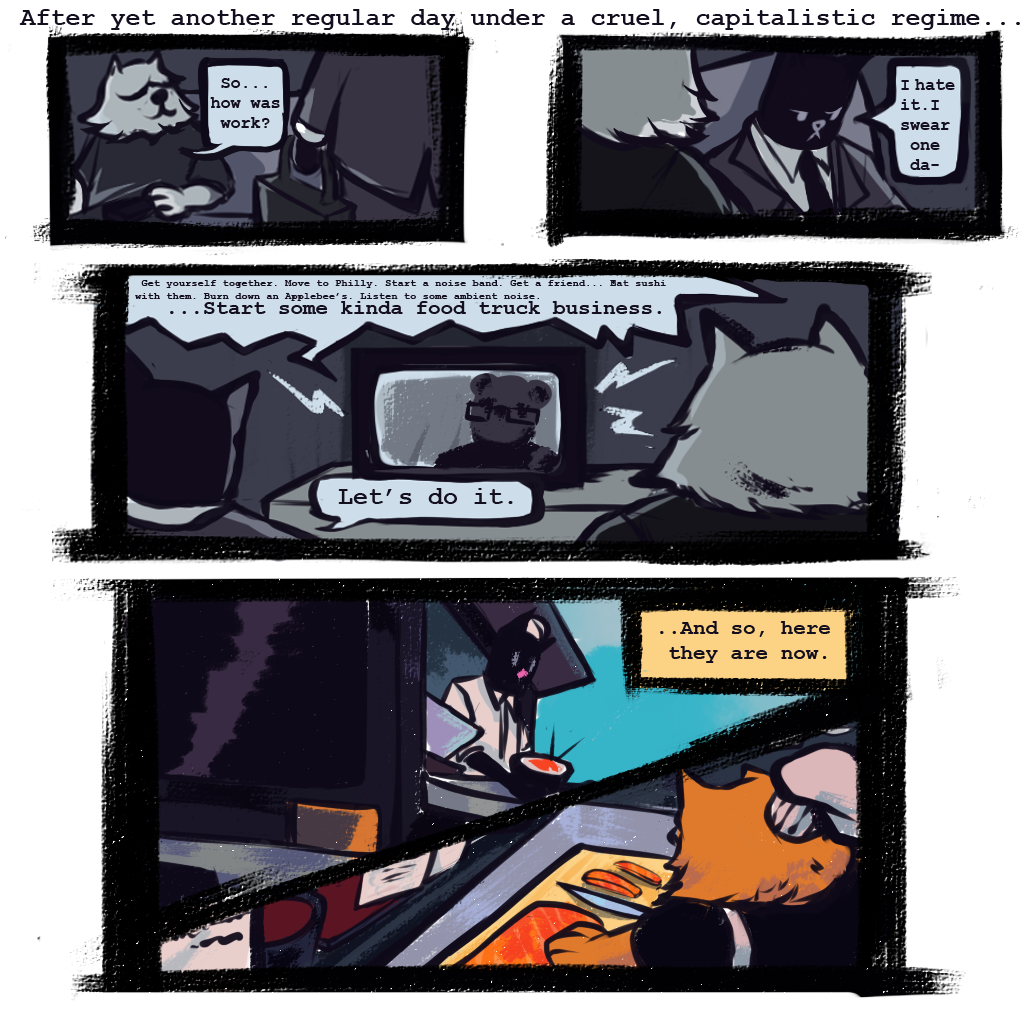 After yet another regular day under a cruel, capitalistic regime...
So...
how was
work?
I hate
it.I
swear
one
da-
Get yourself together. Move to Philly. Start a noise band. Get a friend... Eat sushi
with them. Burn down an Applebee's. Listen to some ambient noise.
...Start some kinda food truck business.
Let's do it.
..And so, here
they are now.